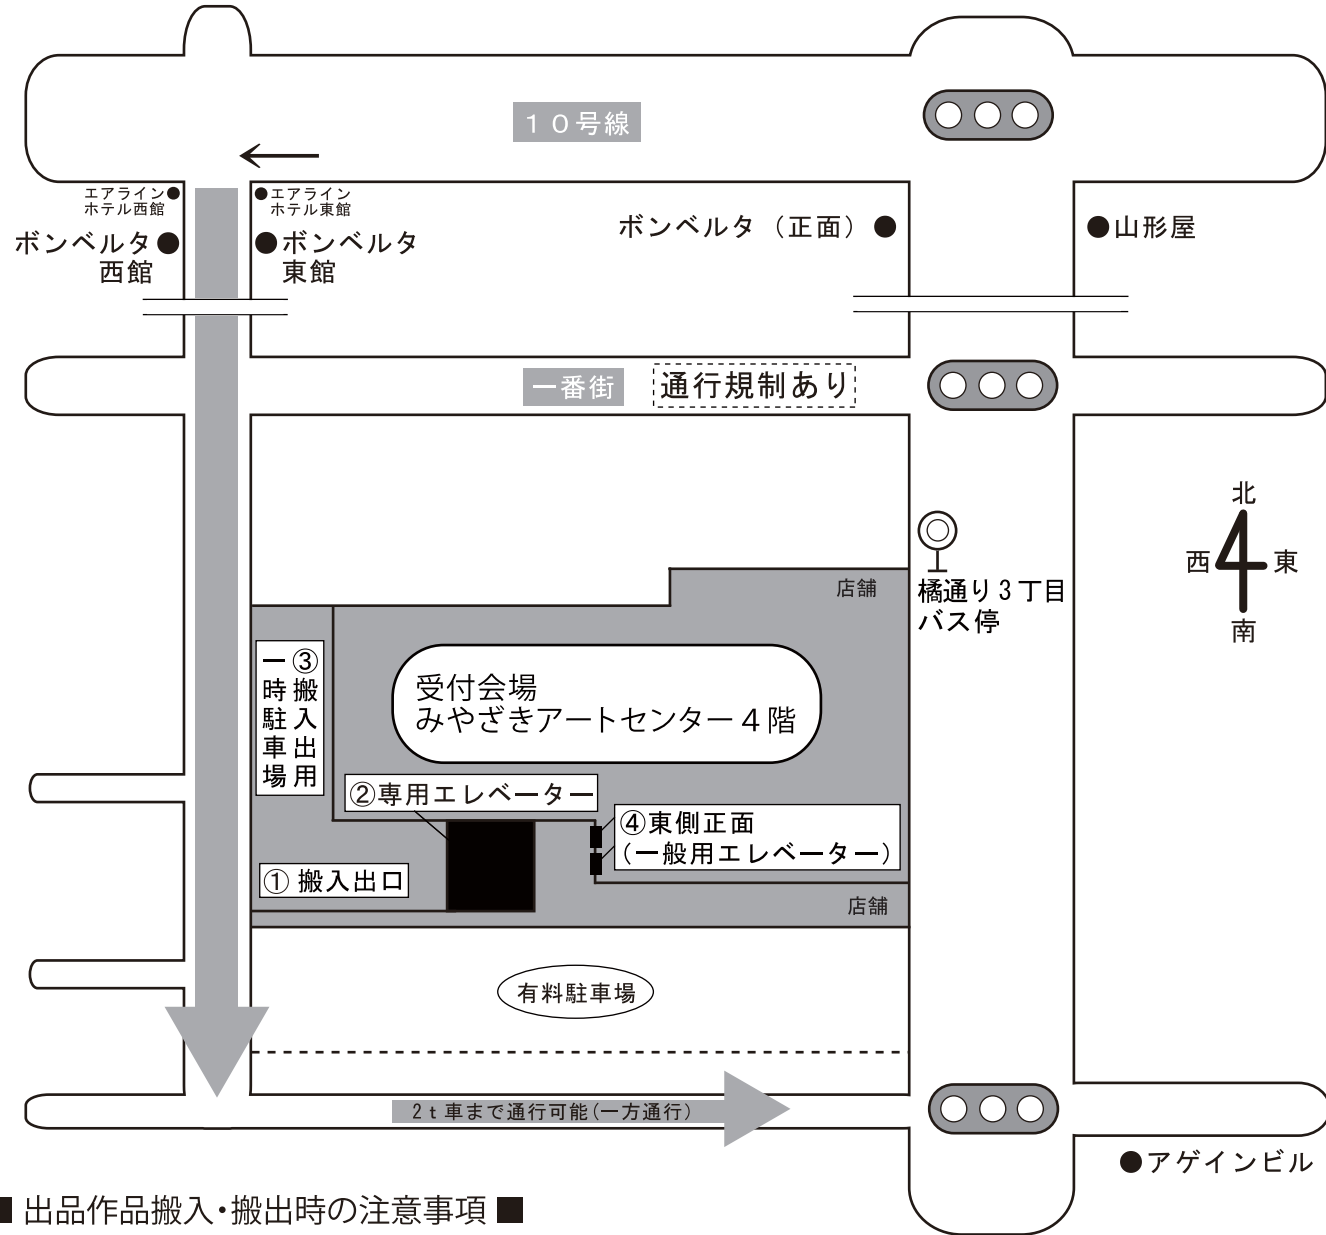 １０号線
エアライン
ホテル西館
エアライン
ホテル東館
ボンベルタ
西館
ボンベルタ
東館
ボンベルタ（正面）
山形屋
一番街
通行規制あり
北
西
東
南
橘通り３丁目
バス停
店舗
③搬入出用
一時駐車場
受付会場
みやざきアートセンター４階
②専用エレベーター
④東側正面
（一般用エレベーター）
①搬入出口
店舗
有料駐車場
2ｔ車まで通行可能(一方通行)
アゲインビル
■ 出品作品搬入・搬出時の注意事項 ■